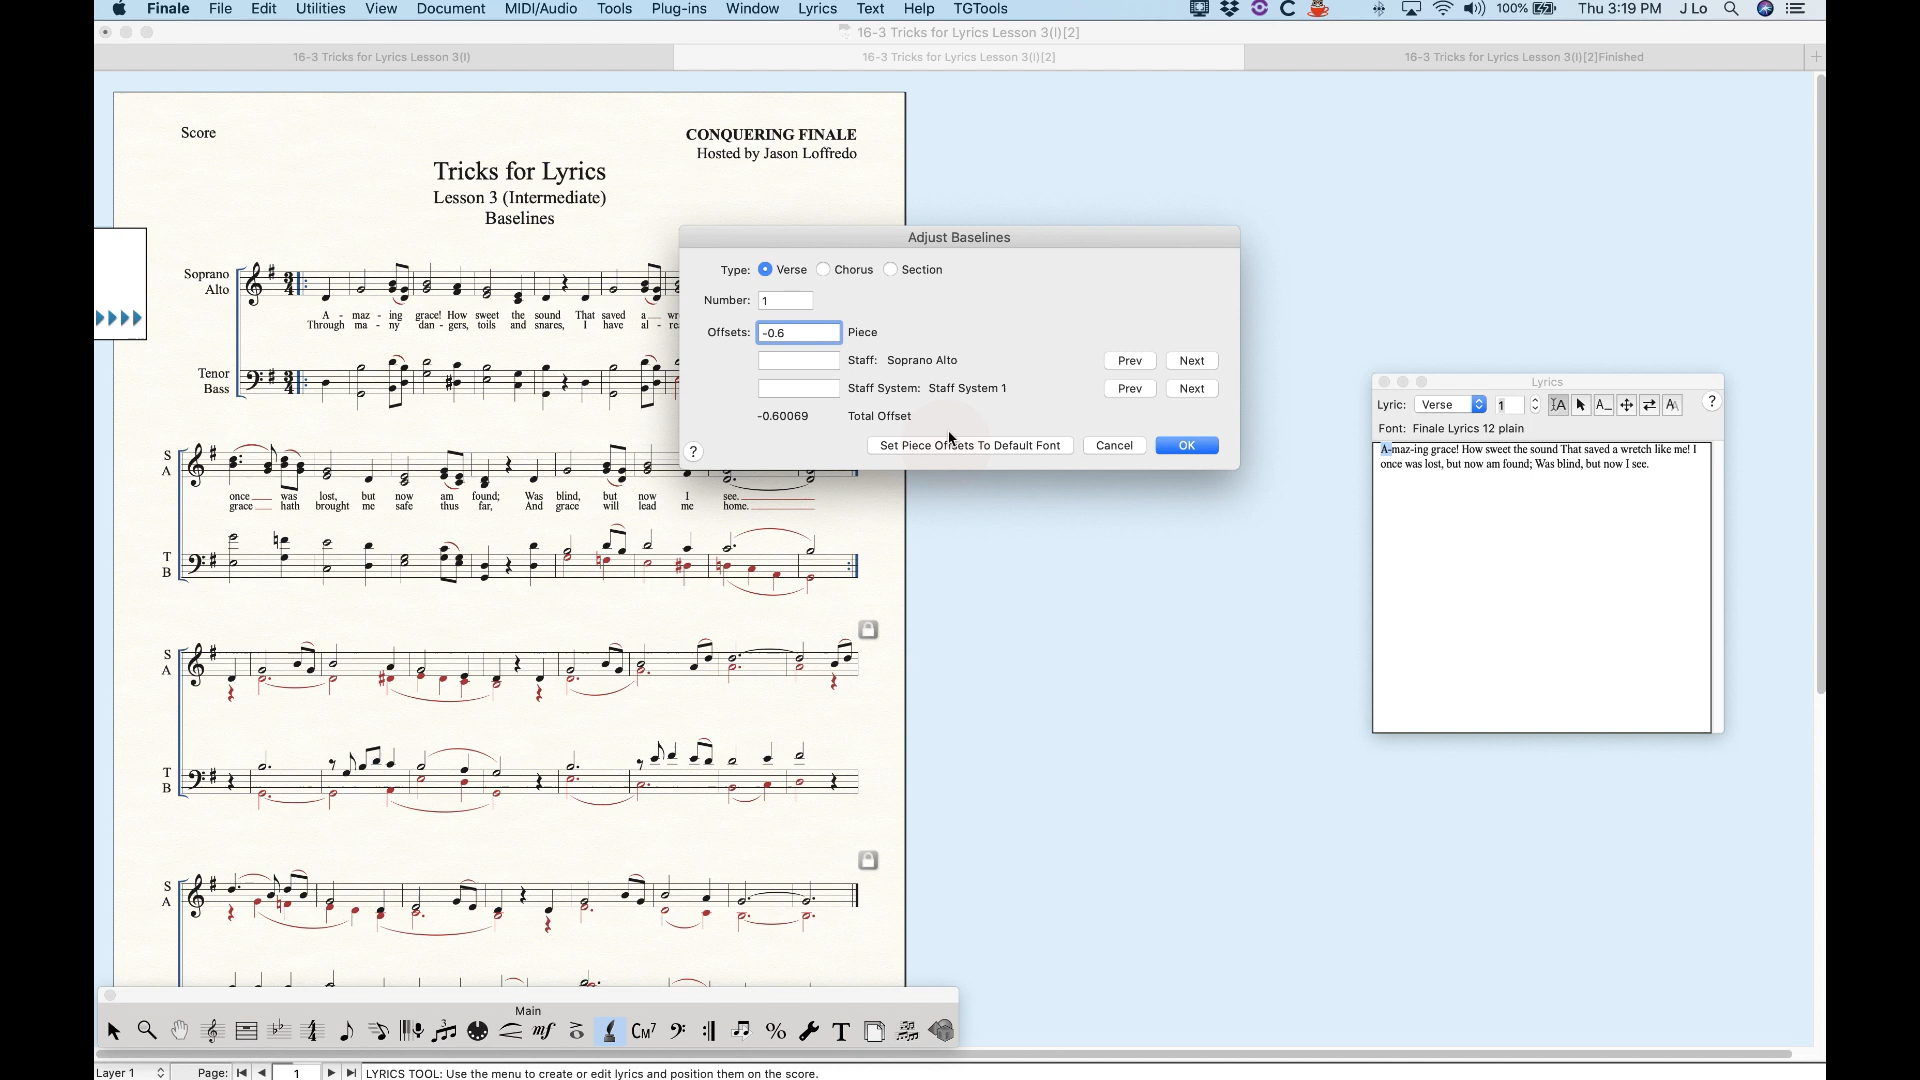 Finale File Edit Utilities View Document MIDI/Audio Tools Plug-ins Window Lyrics Text Help TGTools 100% Thu 3:19 PM J Lo
16-3 Tricks for Lyrics Lesson 3(I)[2]
16-3 Tricks for Lyrics Lesson 3(I) 16-3 Tricks for Lyrics Lesson 3(I)[2] 16-3 Tricks for Lyrics Lesson 3(I)[2]Finished
Score
CONQUERING FINALE
Hosted by Jason Loffredo
Tricks for Lyrics
Lesson 3 (Intermediate)
Baselines
Soprano
Alto
A - maz - ing grace! How sweet the sound That saved a
Through ma - ny dan - gers, toils and snares, I have al - re
Tenor
Bass
S
A
once was lost, but now am found; Was blind, but now I see.
grace hath brought me safe thus far, And grace will lead me home.
T
B
S
A
T
B
S
A
Adjust Baselines
Type: Verse Chorus Section
Number: 1
Offsets: -0.6 Piece
Staff: Soprano Alto Prev Next
Staff System: Staff System 1 Prev Next
-0.60069 Total Offset
? Set Piece Offsets To Default Font Cancel OK
Lyrics
Lyric: Verse 1 A A_ A ?
Font: Finale Lyrics 12 plain
A-maz-ing grace! How sweet the sound That saved a wretch like me! I
once was lost, but now am found; Was blind, but now I see.
Main
mf CM7 % T
Layer 1 Page: 1 LYRICS TOOL: Use the menu to create or edit lyrics and position them on the score.